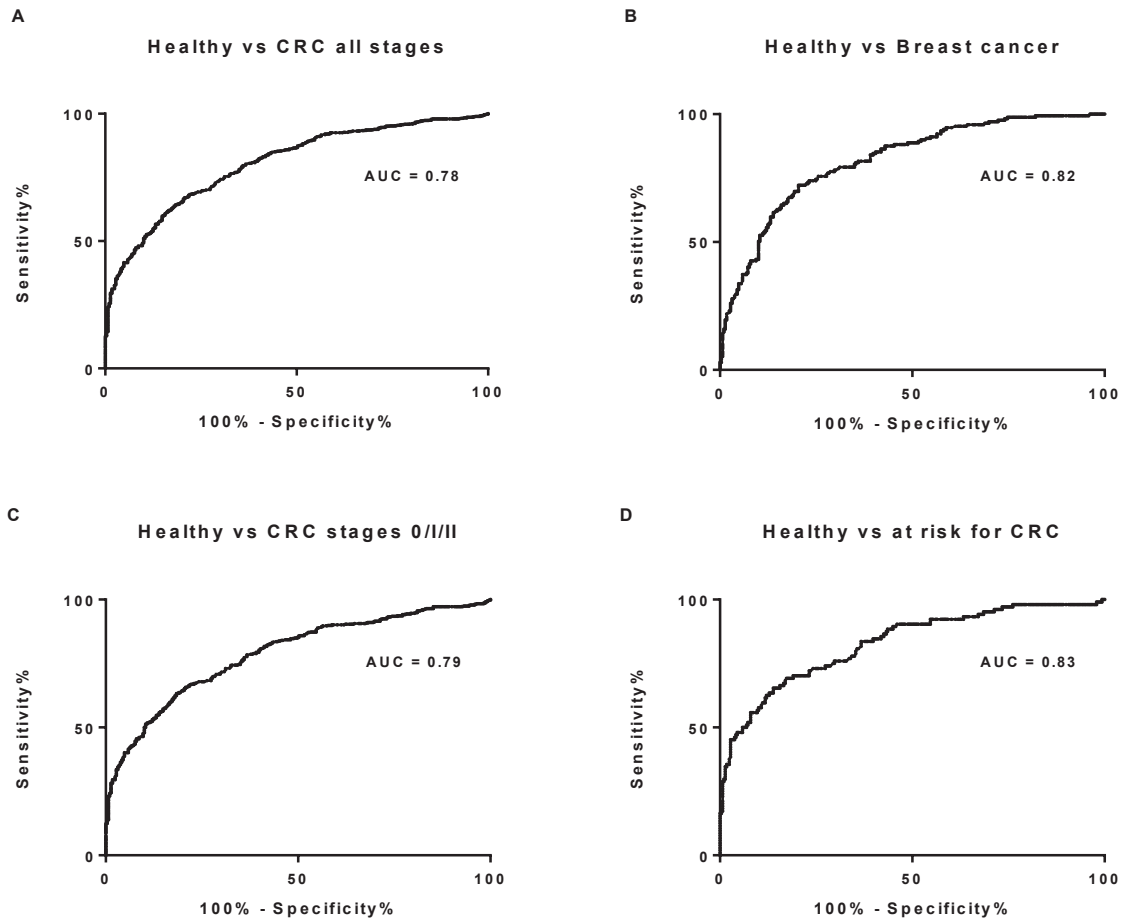 A
Healthy vs CRC all stages
100
50
0
Sensitivity%
AUC = 0.78
0 50 100
100% - Specificity%
B
Healthy vs Breast cancer
100
50
0
Sensitivity%
AUC = 0.82
0 50 100
100% - Specificity%
C
Healthy vs CRC stages 0/I/II
100
50
0
Sensitivity%
AUC = 0.79
0 50 100
100% - Specificity%
D
Healthy vs at risk for CRC
100
50
0
Sensitivity%
AUC = 0.83
0 50 100
100% - Specificity%